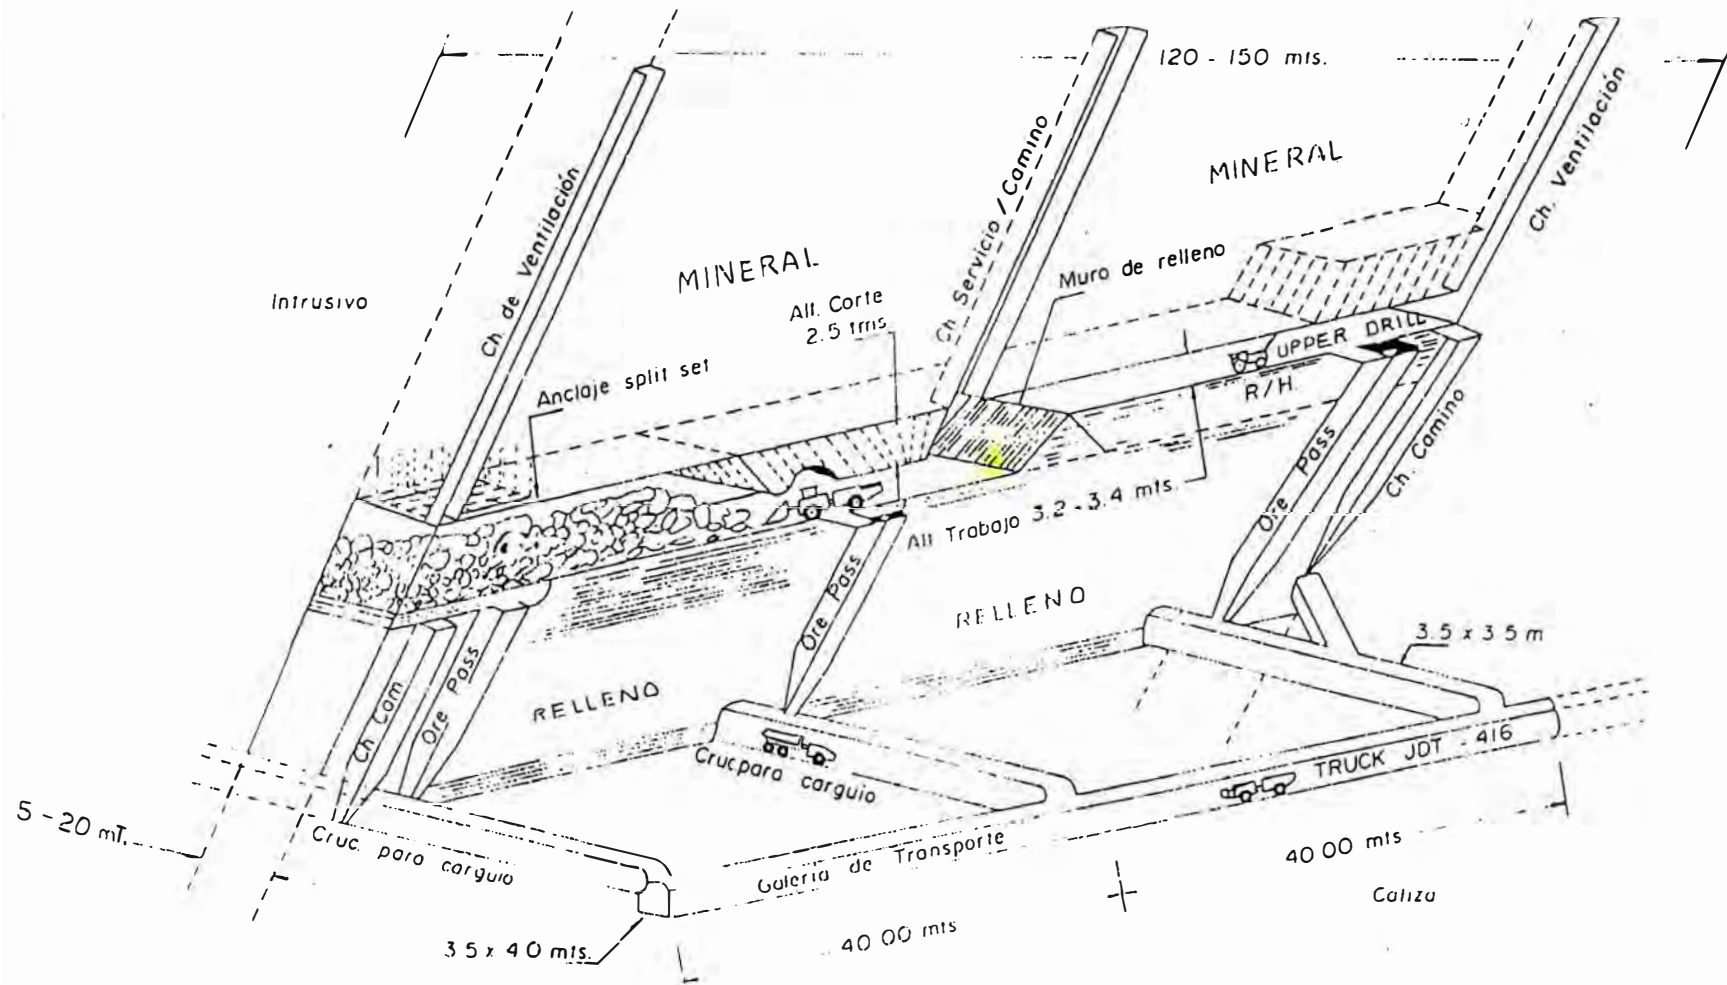 120 - 150 mts.
MINERAL
Ch. Ventilación
Ch. Servicio / Camino
Ch. de Ventilación
MINERAL
Muro de relleno
Intrusivo
Alt. Corte
2.5 mts
UPPER DRILL
Anclaje split set
R/H.
Ch. Camino
Ore Pass
Alt Trabajo 3.2 - 3.4 mts.
Ore Pass
RELLENO
3.5 x 3.5 m
RELLENO
Ore Pass
Ch Cam
TRUCK JDT - 416
Cruc. para carguio
5 - 20 mT.
Cruc. para carguio
Galeria de Transporte
40 00 mts
Caliza
40 00 mts
3 5 x 4 0 mts.